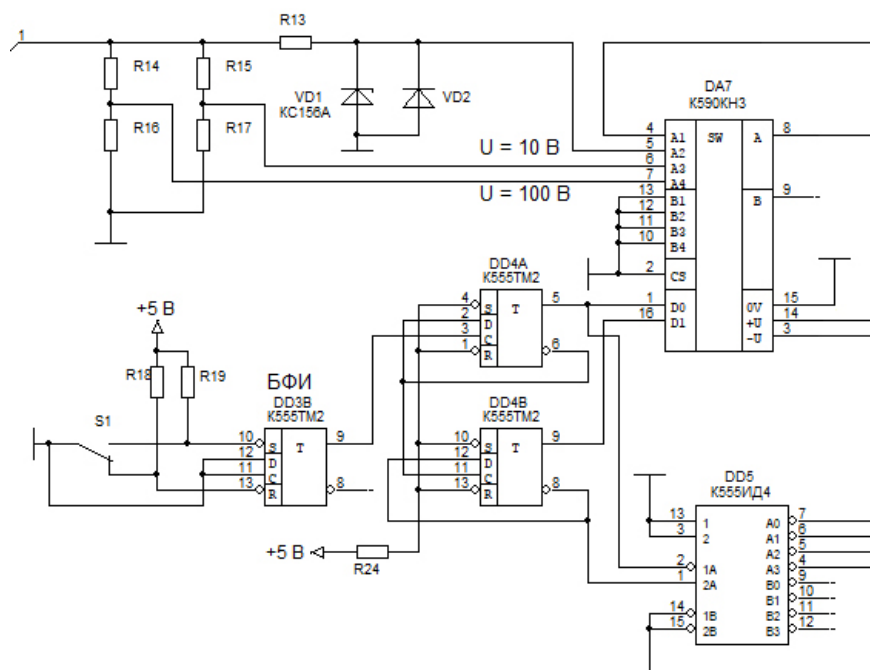 1
R13
R14
R15
R16
R17
VD1
КС156А
VD2
U = 10 В
U = 100 В
DA7
К590КН3
4 A1 SW A 8
5 A2
6 A3
7 A4
13 B1 B 9
12 B2
11 B3
10 B4
2 CS
1 D0 0V 15
16 D1 +U 14
-U 3
DD4A
К555ТМ2
4 S T 5
2 D
3 C
1 R 6
+5 В
R18
R19
S1
БФИ
DD3B
К555ТМ2
10 S T 9
12 D
11 C
13 R 8
DD4B
К555ТМ2
10 S T 9
12 D
11 C
13 R 8
+5 В
R24
DD5
К555ИД4
13 1 A0 7
3 2 A1 6
A2 5
2 1A A3 4
1 2A B0 9
B1 10
14 1B B2 11
15 2B B3 12